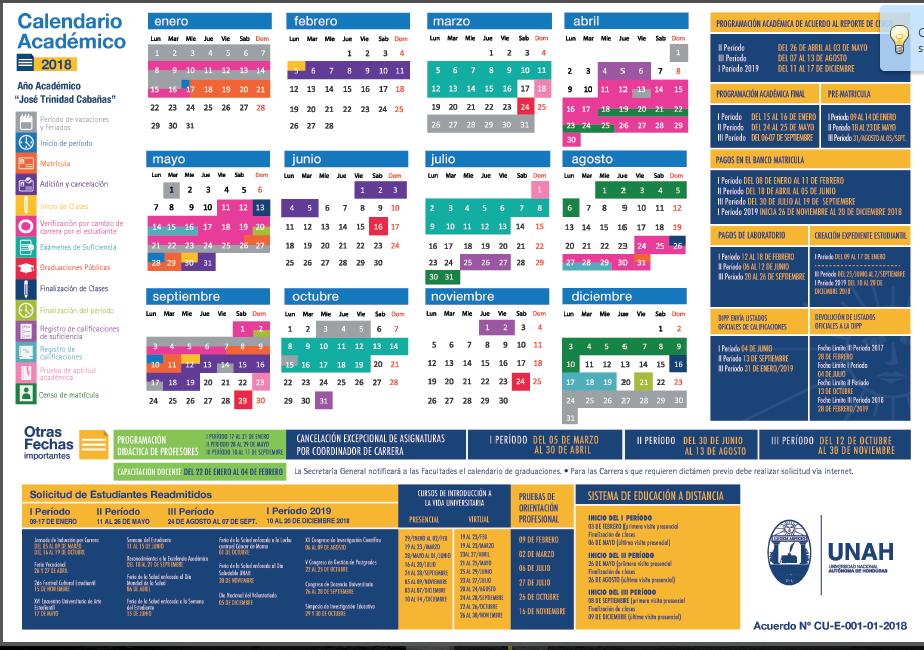 Calendario
Académico
2018
Año Académico
“José Trinidad Cabañas”
Período de vacaciones
y feriados
Inicio de período
Matrícula
Adición y cancelación
Inicio de Clases
Verificación por cambio de
carrera por el estudiante
Exámenes de Suficiencia
Graduaciones Públicas
Finalización de Clases
Finalización del período
Registro de calificaciones
de suficiencia
Registro de
calificaciones
Prueba de aptitud
académica
Censo de matrícula
enero
Lun Mar Mie Jue Vie Sab Dom
1 2 3 4 5 6 7
8 9 10 11 12 13 14
15 16 17 18 19 20 21
22 23 24 25 26 27 28
29 30 31
febrero
Lun Mar Mie Jue Vie Sab Dom
1 2 3 4
5 6 7 8 9 10 11
12 13 14 15 16 17 18
19 20 21 22 23 24 25
26 27 28
marzo
Lun Mar Mie Jue Vie Sab Dom
1 2 3 4
5 6 7 8 9 10 11
12 13 14 15 16 17 18
19 20 21 22 23 24 25
26 27 28 29 30 31
abril
Lun Mar Mie Jue Vie Sab Dom
1
2 3 4 5 6 7 8
9 10 11 12 13 14 15
16 17 18 19 20 21 22
23 24 25 26 27 28 29
30
mayo
Lun Mar Mie Jue Vie Sab Dom
1 2 3 4 5 6
7 8 9 10 11 12 13
14 15 16 17 18 19 20
21 22 23 24 25 26 27
28 29 30 31
junio
Lun Mar Mie Jue Vie Sab Dom
1 2 3
4 5 6 7 8 9 10
11 12 13 14 15 16 17
18 19 20 21 22 23 24
25 26 27 28 29 30
julio
Lun Mar Mie Jue Vie Sab Dom
1
2 3 4 5 6 7 8
9 10 11 12 13 14 15
16 17 18 19 20 21 22
23 24 25 26 27 28 29
30 31
agosto
Lun Mar Mie Jue Vie Sab Dom
1 2 3 4 5
6 7 8 9 10 11 12
13 14 15 16 17 18 19
20 21 22 23 24 25 26
27 28 29 30 31
septiembre
Lun Mar Mie Jue Vie Sab Dom
1 2
3 4 5 6 7 8 9
10 11 12 13 14 15 16
17 18 19 20 21 22 23
24 25 26 27 28 29 30
octubre
Lun Mar Mie Jue Vie Sab Dom
1 2 3 4 5 6 7
8 9 10 11 12 13 14
15 16 17 18 19 20 21
22 23 24 25 26 27 28
29 30 31
noviembre
Lun Mar Mie Jue Vie Sab Dom
1 2 3 4
5 6 7 8 9 10 11
12 13 14 15 16 17 18
19 20 21 22 23 24 25
26 27 28 29 30
diciembre
Lun Mar Mie Jue Vie Sab Dom
1 2
3 4 5 6 7 8 9
10 11 12 13 14 15 16
17 18 19 20 21 22 23
24 25 26 27 28 29 30
31
PROGRAMACIÓN ACADÉMICA DE ACUERDO AL REPORTE DE
II Período DEL 26 DE ABRIL AL 03 DE MAYO
III Período DEL 07 AL 13 DE AGOSTO
I Período 2019 DEL 11 AL 17 DE DICIEMBRE
PROGRAMACIÓN ACADÉMICA FINAL
I Período DEL 15 AL 16 DE ENERO
II Período DEL 24 AL 25 DE MAYO
III Período DEL 06-07 DE SEPTIEMBRE
PRE-MATRICULA
I Período 09 AL 14 DE ENERO
II Período 18 AL 23 DE MAYO
III Período 31/AGOSTO AL 05/SEPT.
PAGOS EN EL BANCO MATRICULA
I Período DEL 08 DE ENERO AL 11 DE FEBRERO
II Período DEL 18 DE ABRIL AL 05 DE JUNIO
III Período DEL 30 DE JULIO AL 19 DE SEPTIEMBRE
I Período 2019 INICIA 26 DE NOVIEMBRE AL 20 DE DICIEMBRE 2018
PAGOS DE LABORATORIO
I Período 12 AL 18 DE FEBRERO
II Período 06 AL 12 DE JUNIO
III Período 20 AL 26 DE SEPTIEMBRE
CREACIÓN EXPEDIENTE ESTUDIANTIL
I Período DEL 09 AL 17 DE ENERO
III Período DEL 25/JUNIO AL 7/SEPTIEMBRE
I Período 2019 DEL 10 AL 20 DE
DICIEMBRE 2018
DIPP ENVÍA LISTADOS
OFICIALES DE CALIFICACIONES
I Período 04 DE JUNIO
II Período 13 DE SEPTIEMBRE
III Período 31 DE ENERO/2019
DEVOLUCIÓN DE LISTADOS
OFICIALES A LA DIPP
Fecha Límite III Período 2017
28 DE FEBRERO
Fecha Límite I Período
04 DE JULIO
Fecha Límite II Período
13 DE OCTUBRE
Fecha Límite III Período 2018
28 DE FEBRERO/2019
Otras
Fechas
importantes
PROGRAMACIÓN
DIDÁCTICA DE PROFESORES
I PERÍODO 17 AL 31 DE ENERO
II PERÍODO 28 AL 29 DE MAYO
III PERÍODO 10 AL 11 DE SEPTIEMBRE
CANCELACIÓN EXCEPCIONAL DE ASIGNATURAS
POR COORDINADOR DE CARRERA
I PERÍODO DEL 05 DE MARZO
AL 30 DE ABRIL
II PERÍODO DEL 30 DE JUNIO
AL 13 DE AGOSTO
III PERÍODO DEL 12 DE OCTUBRE
AL 30 DE NOVIEMBRE
CAPACITACIÓN DOCENTE DEL 22 DE ENERO AL 04 DE FEBRERO
La Secretaría General notificará a las Facultades el calendario de graduaciones. • Para las Carreras que requieren dictámen previo debe realizar solicitud via internet.
Solicitud de Estudiantes Readmitidos
I Período
09-17 DE ENERO
II Período
11 AL 26 DE MAYO
III Período
24 DE AGOSTO AL 07 DE SEPT.
I Período 2019
10 AL 20 DE DICIEMBRE 2018
Jornada de Inducción por Carrera
DEL 05 AL 09 DE MARZO
DEL 16 AL 19 DE OCTUBRE
Feria Vocacional
26 Y 27 DE ABRIL
2do Festival Cultural Estudiantil
15 DE NOVIEMBRE
XVI Encuentro Universitario de Arte
Estudiantil
17 DE MAYO
Semana del Estudiante
11 AL 15 DE JUNIO
Reconocimiento a la Excelencia Académica
DEL 18 AL 21 DE SEPTIEMBRE
Feria de la Salud enfocada al Día
Mundial de la Salud
06 DE ABRIL
Feria de la Salud enfocada a la Semana
del Estudiante
15 DE JUNIO
Feria de la Salud enfocada a la Lucha
contra el Cáncer de Mama
01 DE OCTUBRE
Feria de la Salud enfocada al Día
Saludable UNAH
30 DE NOVIEMBRE
Día Nacional del Voluntariado
05 DE DICIEMBRE
XII Congreso de Investigación Científica
06 AL 09 DE AGOSTO
V Congreso de Gestión de Postgrados
22 AL 23 DE OCTUBRE
Congreso de Docencia Universitaria
26 AL 28 DE SEPTIEMBRE
Simposio de Investigación Educativa
29 Y 30 DE OCTUBRE
CURSOS DE INTRODUCCIÓN A
LA VIDA UNIVERSITARIA
PRESENCIAL
29/ENERO AL 02/FEB
19 AL 23/MARZO
28/MAYO AL 01/JUNIO
16 AL 20/JULIO
24 AL 28/SEPTIEMBRE
05 AL 09/NOVIEMBRE
03 AL 07/DICIEMBRE
10 AL 14/DICIEMBRE
VIRTUAL
19 AL 23/FEB
19 AL 23/MARZO
23 AL 27/ABRIL
21 AL 25/MAYO
25 AL 29/JUNIO
23 AL 27/JULIO
20 AL 24/AGOSTO
24 AL 28/SEPTIEMBRE
22 AL 26/OCTUBRE
26 AL 30/NOVIEMBRE
PRUEBAS DE
ORIENTACIÓN
PROFESIONAL
09 DE FEBRERO
02 DE MARZO
06 DE JULIO
27 DE JULIO
26 DE OCTUBRE
16 DE NOVIEMBRE
SISTEMA DE EDUCACIÓN A DISTANCIA
INICIO DEL I PERÍODO
03 DE FEBRERO (primera visita presencial)
Finalización de clases
06 DE MAYO (última visita presencial)
INICIO DEL II PERÍODO
26 DE MAYO (primera visita presencial)
Finalización de clases
26 DE AGOSTO (última visita presencial)
INICIO DEL III PERÍODO
08 DE SEPTIEMBRE (primera visita presencial)
Finalización de clases
09 DE DICIEMBRE (última visita presencial)
UNAH
UNIVERSIDAD NACIONAL
AUTÓNOMA DE HONDURAS
Acuerdo Nº CU-E-001-01-2018